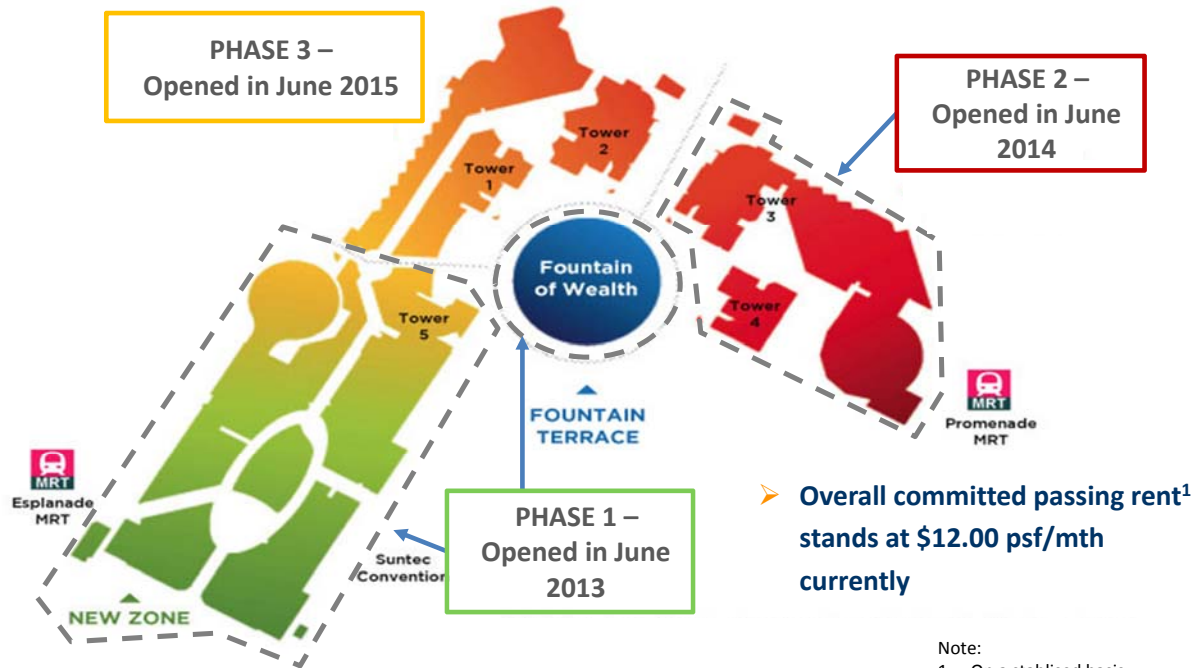 PHASE 3 –
Opened in June 2015
PHASE 2 –
Opened in June
2014
Tower
2
Tower
1
Tower
3
Fountain
of Wealth
Tower
4
Tower
5
FOUNTAIN
TERRACE
MRT
Promenade
MRT
MRT
Esplanade
MRT
PHASE 1 –
Opened in June
2013
Suntec
Convention
NEW ZONE
➢ Overall committed passing rent1
stands at $12.00 psf/mth
currently
Note: